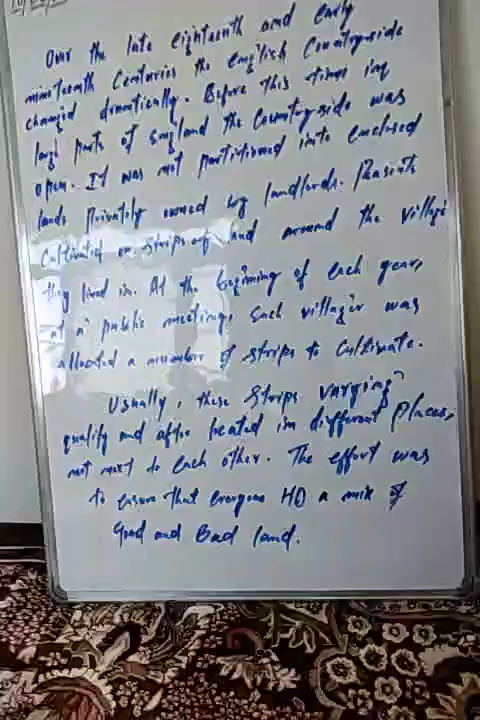 Over the late eighteenth and early
nineteenth Centuries the english Countryside
changed dramatically. Before this time in
large parts of England the Countryside was
open. It was not partitioned into enclosed
lands Privately owned by landlords. Peasants
Cultivated on strips of land around the village
they lived in. At the beginning of each year,
at a public meeting, each villager was
allocated a number of strips to Cultivate.
Usually, these Strips varying
quality and after heated in different Places,
not next to each other. The effort was
to ensure that everyone HD a mix of
Good and Bad land.